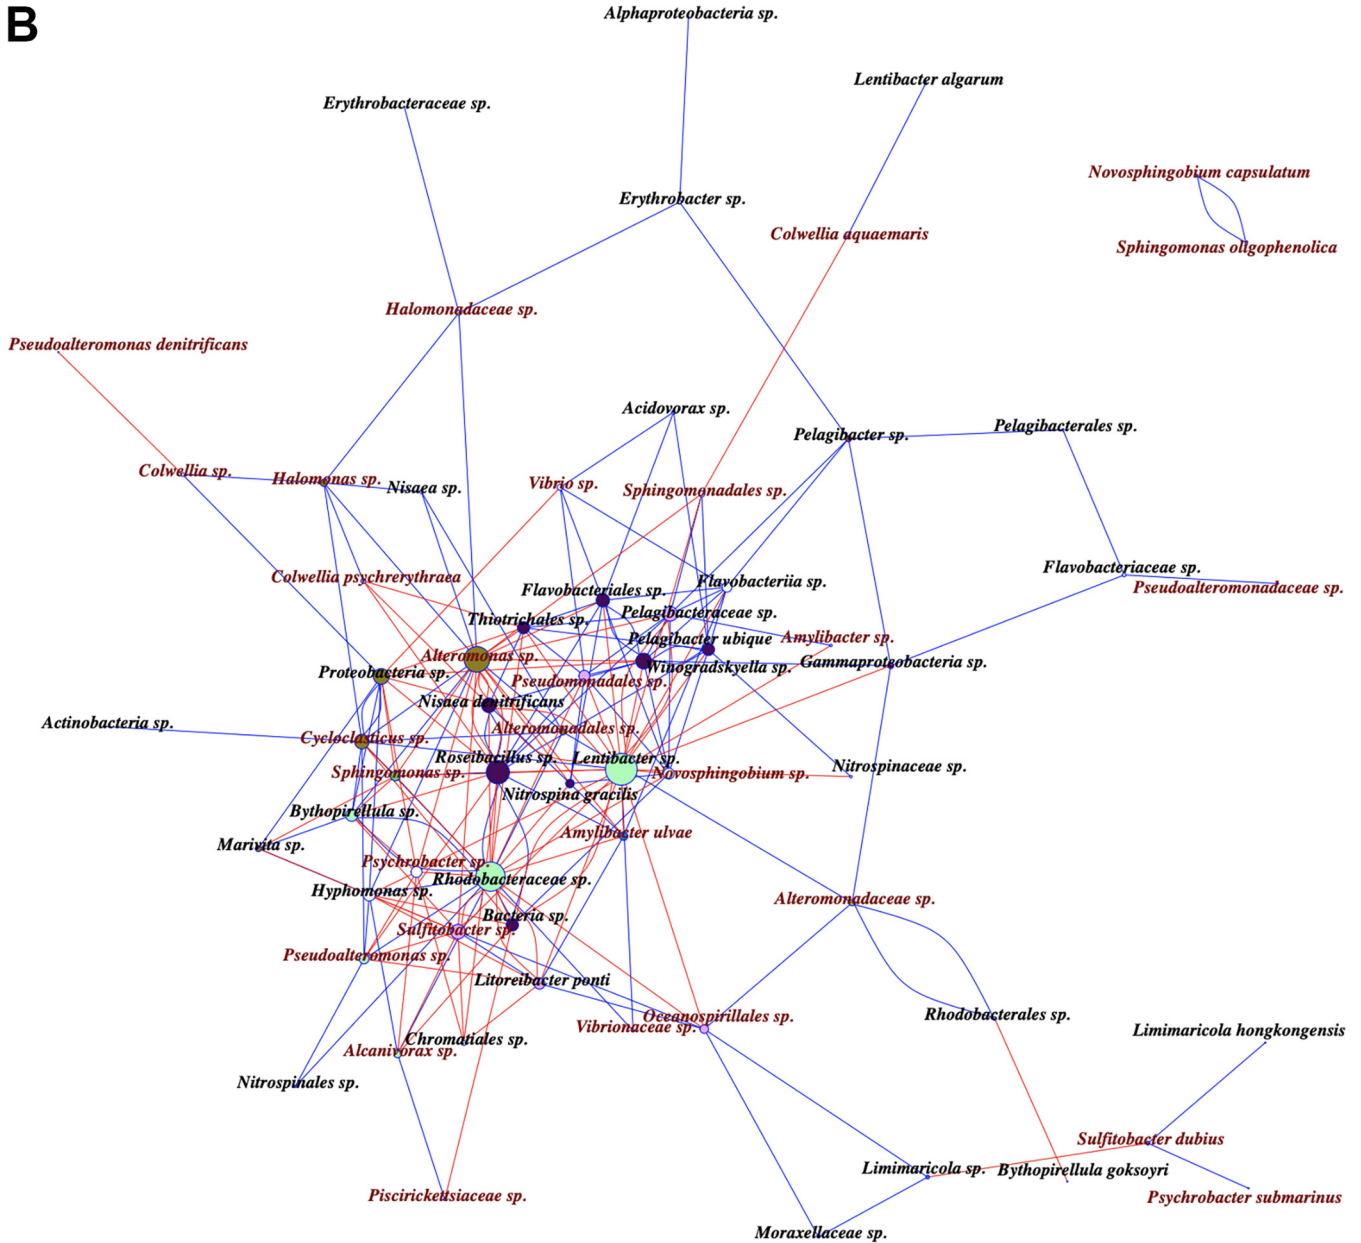 B
Alphaproteobacteria sp.
Lentibacter algarum
Erythrobacteraceae sp.
Novosphingobium capsulatum
Erythrobacter sp.
Colwellia aquaemaris
Sphingomonas oligophenolica
Halomonadaceae sp.
Pseudoalteromonas denitrificans
Acidovorax sp.
Pelagibacter sp.
Pelagibacterales sp.
Colwellia sp.
Halomonas sp.
Nisaea sp.
Vibrio sp.
Sphingomonadales sp.
Flavobacteriaceae sp.
Pseudoalteromonadaceae sp.
Colwellia psychrerythraea
Flavobacteriales sp.
Flavobacteriia sp.
Thiotrichales sp.
Pelagibacteraceae sp.
Pelagibacter ubique
Amylibacter sp.
Alteromonas sp.
Winogradskyella sp.
Gammaproteobacteria sp.
Proteobacteria sp.
Pseudomonadales sp.
Nisaea denitrificans
Actinobacteria sp.
Cycloclasticus sp.
Alteromonadales sp.
Roseibacillus sp.
Lentibacter sp.
Sphingomonas sp.
Novosphingobium sp.
Nitrospinaceae sp.
Nitrospina gracilis
Bythopirellula sp.
Amylibacter ulvae
Marivita sp.
Psychrobacter sp.
Rhodobacteraceae sp.
Hyphomonas sp.
Alteromonadaceae sp.
Bacteria sp.
Sulfitobacter sp.
Pseudoalteromonas sp.
Litoreibacter ponti
Oceanospirillales sp.
Vibrionaceae sp.
Rhodobacterales sp.
Limimaricola hongkongensis
Chromatiales sp.
Alcanivorax sp.
Nitrospinales sp.
Sulfitobacter dubius
Limimaricola sp.
Bythopirellula goksoyri
Piscirickettsiaceae sp.
Psychrobacter submarinus
Moraxellaceae sp.